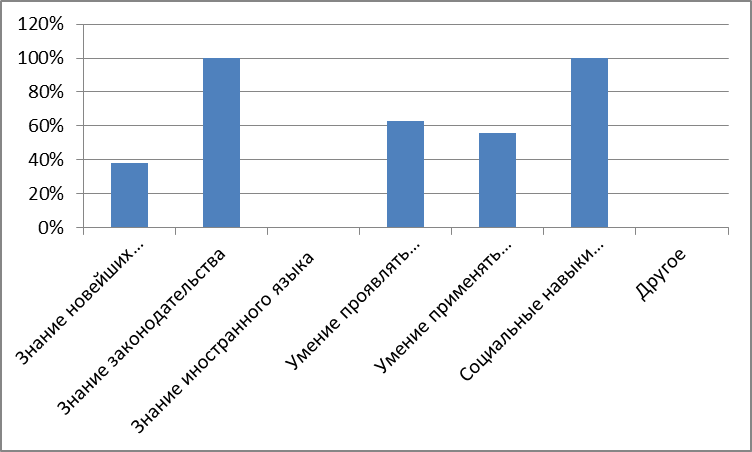 120%
100%
80%
60%
40%
20%
0%
Знание новейших...
Знание законодательства
Знание иностранного языка
Умение проявлять...
Умение применять...
Социальные навыки...
Другое